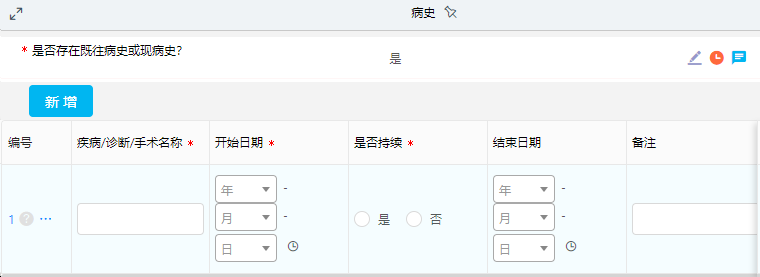 病史
* 是否存在既往病史或现病史?
是
新 增
编号 疾病/诊断/手术名称 * 开始日期 * 是否持续 * 结束日期 备注
年 - 年 -
1 ? ··· 月 - 是 否 月 -
日 日